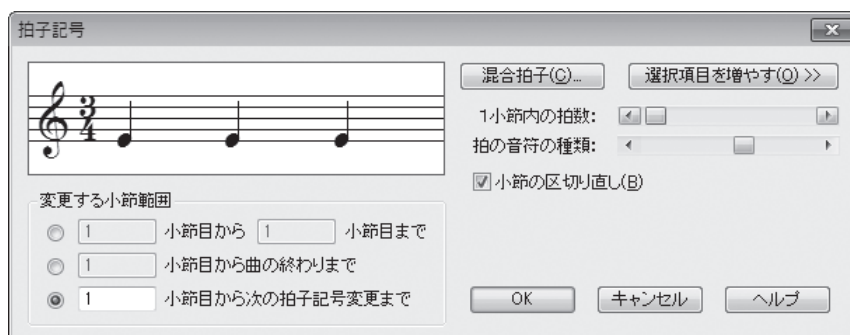 拍子記号
3
4
混合拍子(C)...
選択項目を増やす(O) >>
1小節内の拍数:
拍の音符の種類:
小節の区切り直し(B)
変更する小節範囲
1 小節目から 1 小節目まで
1 小節目から曲の終わりまで
1 小節目から次の拍子記号変更まで
OK キャンセル ヘルプ